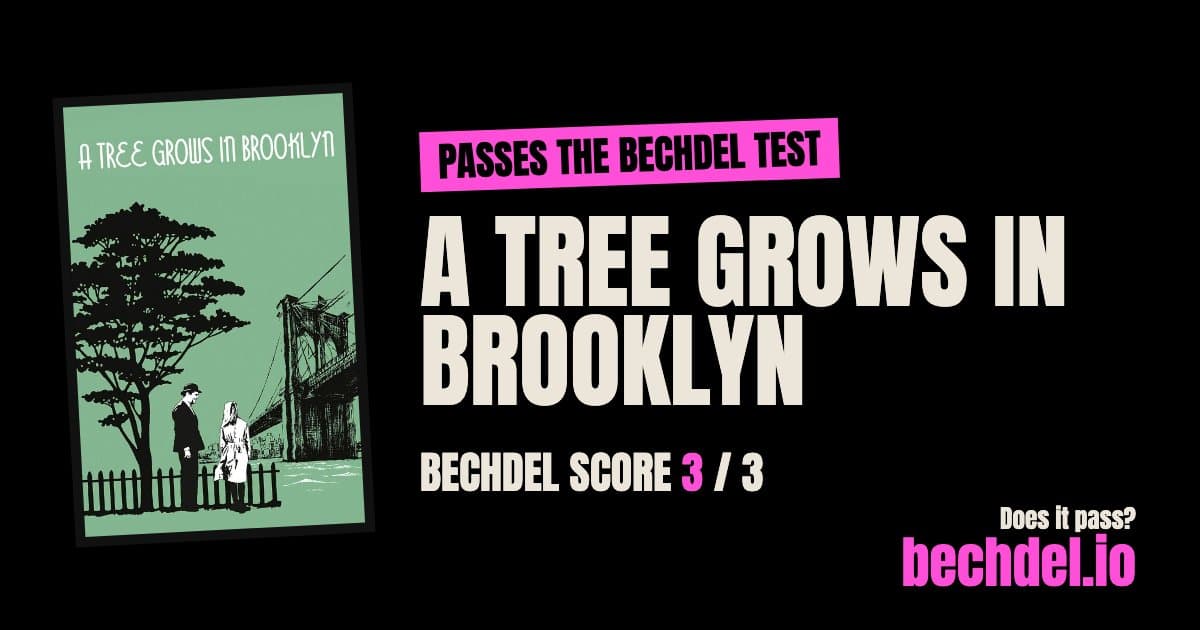 A TREE GROWS IN BROOKLYN
PASSES THE BECHDEL TEST
A TREE GROWS IN
BROOKLYN
BECHDEL SCORE 3 / 3
Does it pass?
bechdel.io